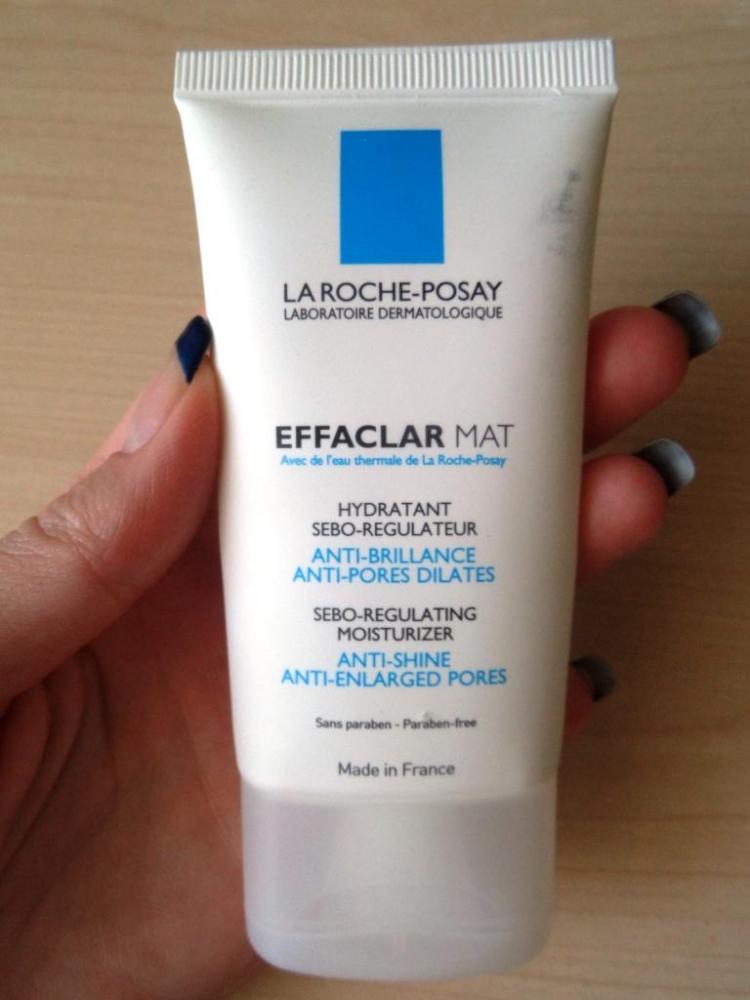 LA ROCHE-POSAY
LABORATOIRE DERMATOLOGIQUE
EFFACLAR MAT
Avec de l'eau thermale de La Roche-Posay
HYDRATANT
SEBO-REGULATEUR
ANTI-BRILLANCE
ANTI-PORES DILATES
SEBO-REGULATING
MOISTURIZER
ANTI-SHINE
ANTI-ENLARGED PORES
Sans paraben - Paraben-free
Made in France